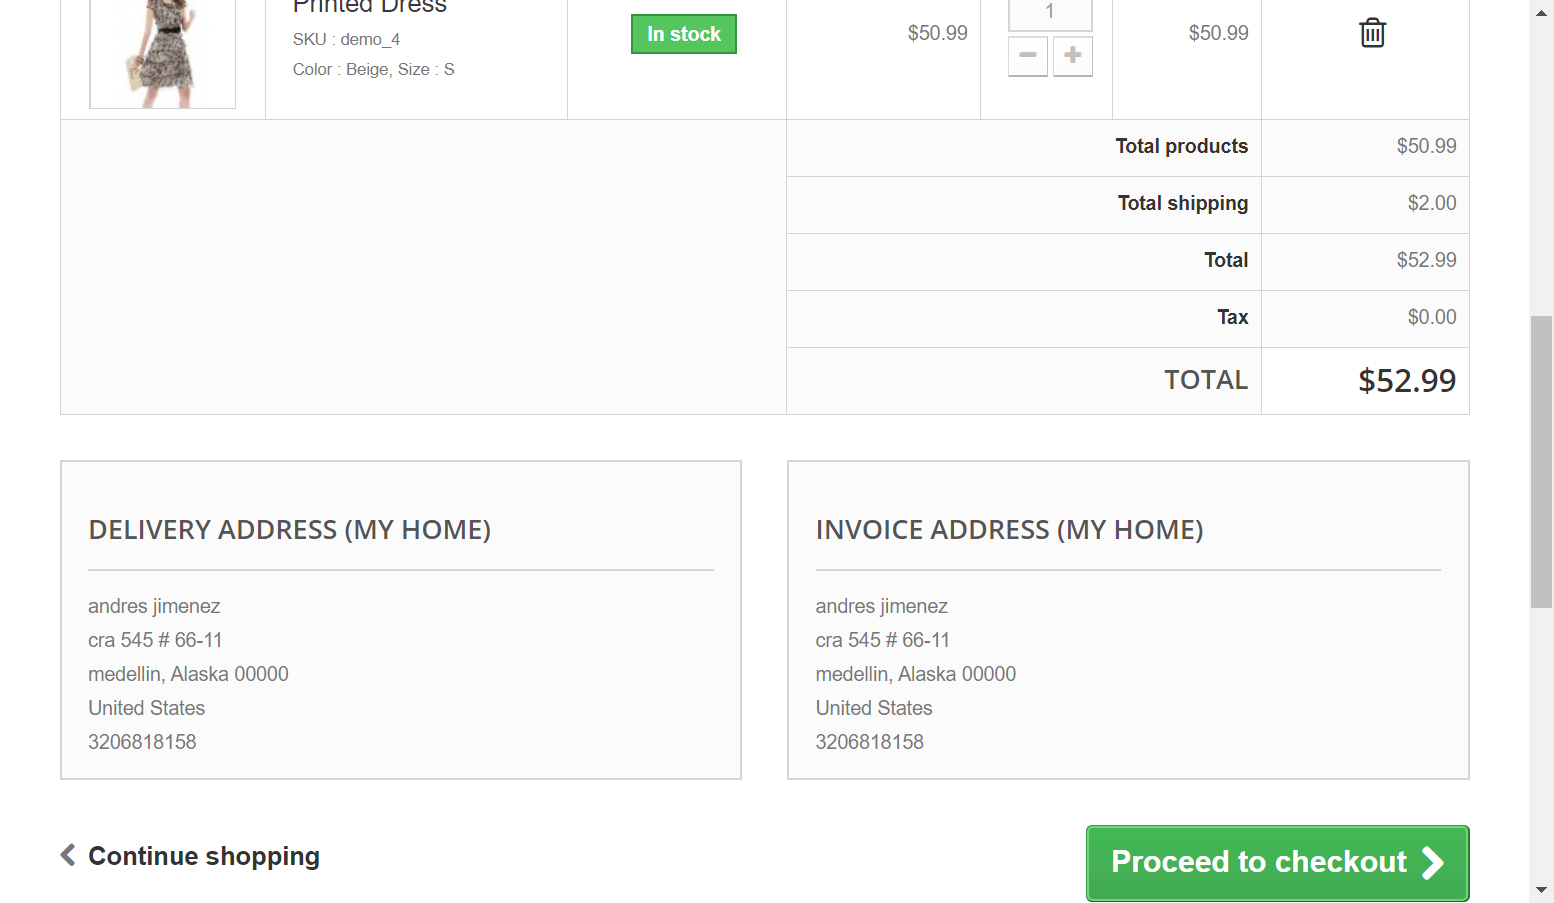 Printed Dress
SKU : demo_4
Color : Beige, Size : S
In stock
$50.99
1
$50.99
Total products $50.99
Total shipping $2.00
Total $52.99
Tax $0.00
TOTAL $52.99
DELIVERY ADDRESS (MY HOME)
andres jimenez
cra 545 # 66-11
medellin, Alaska 00000
United States
3206818158
INVOICE ADDRESS (MY HOME)
andres jimenez
cra 545 # 66-11
medellin, Alaska 00000
United States
3206818158
Continue shopping
Proceed to checkout